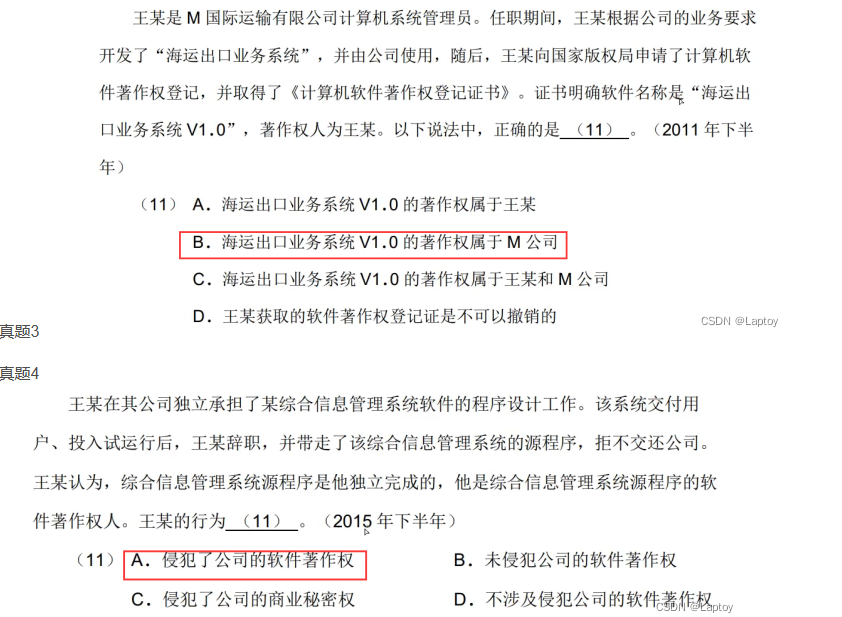 王某是 M 国际运输有限公司计算机系统管理员。任职期间，王某根据公司的业务要求
开发了“海运出口业务系统”，并由公司使用，随后，王某向国家版权局申请了计算机软
件著作权登记，并取得了《计算机软件著作权登记证书》。证书明确软件名称是“海运出
口业务系统 V1.0”，著作权人为王某。以下说法中，正确的是 （11） 。（2011 年下半
年）
（11） A．海运出口业务系统 V1.0 的著作权属于王某
B．海运出口业务系统 V1.0 的著作权属于 M 公司
C．海运出口业务系统 V1.0 的著作权属于王某和 M 公司
D．王某获取的软件著作权登记证是不可以撤销的
CSDN @Laptoy
真题3
真题4
王某在其公司独立承担了某综合信息管理系统软件的程序设计工作。该系统交付用
户、投入试运行后，王某辞职，并带走了该综合信息管理系统的源程序，拒不交还公司。
王某认为，综合信息管理系统源程序是他独立完成的，他是综合信息管理系统源程序的软
件著作权人。王某的行为 （11） 。（2015 年下半年）
（11） A．侵犯了公司的软件著作权 B．未侵犯公司的软件著作权
C．侵犯了公司的商业秘密权 D．不涉及侵犯公司的软件著作权
CSDN @Laptoy